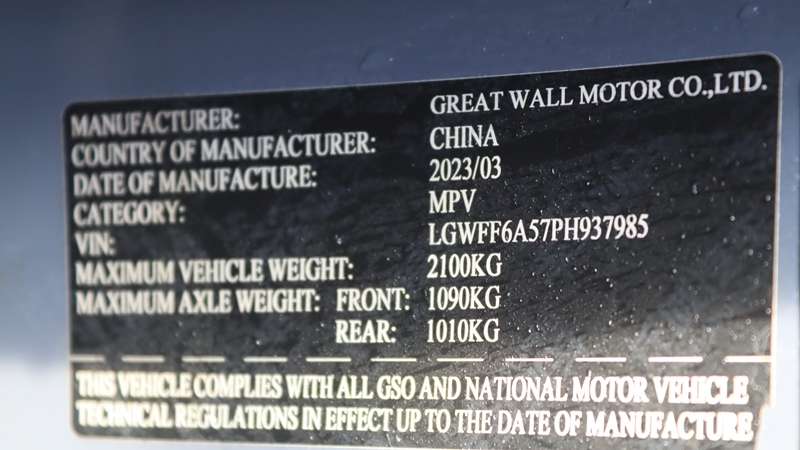 MANUFACTURER: GREAT WALL MOTOR CO.,LTD.
COUNTRY OF MANUFACTURER: CHINA
DATE OF MANUFACTURE: 2023/03
CATEGORY: MPV
VIN: LGWFF6A57PH937985
MAXIMUM VEHICLE WEIGHT: 2100KG
MAXIMUM AXLE WEIGHT: FRONT: 1090KG
REAR: 1010KG
THIS VEHICLE COMPLIES WITH ALL GSO AND NATIONAL MOTOR VEHICLE
TECHNICAL REGULATIONS IN EFFECT UP TO THE DATE OF MANUFACTURE